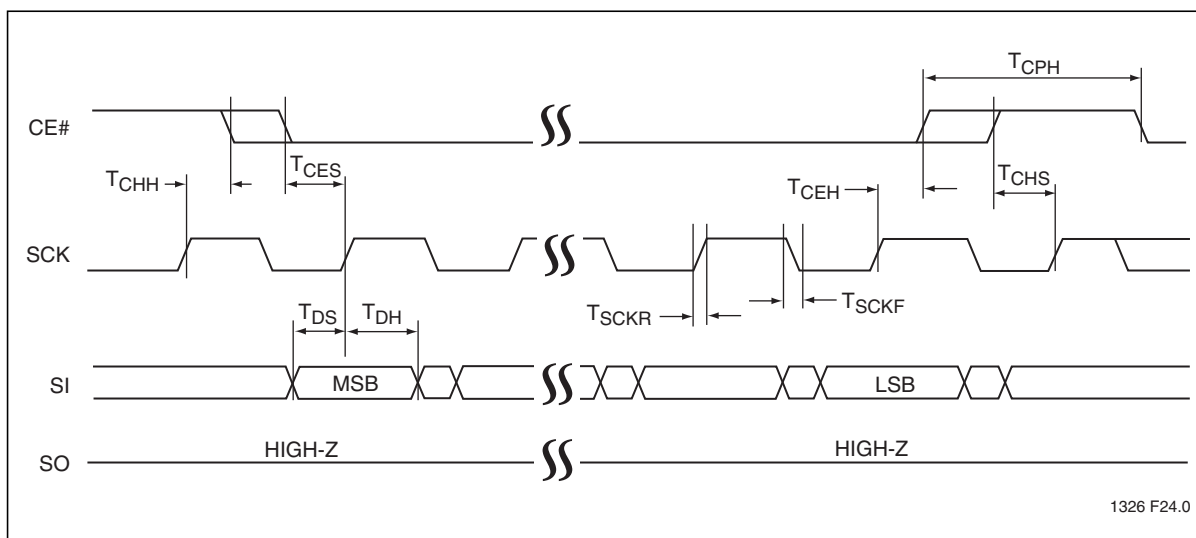 TCPH
CE#
TCES
TCHH
TCHS
TCEH
SCK
TDS
TDH
TSCKR
TSCKF
SI
MSB
LSB
HIGH-Z
HIGH-Z
SO
1326 F24.0